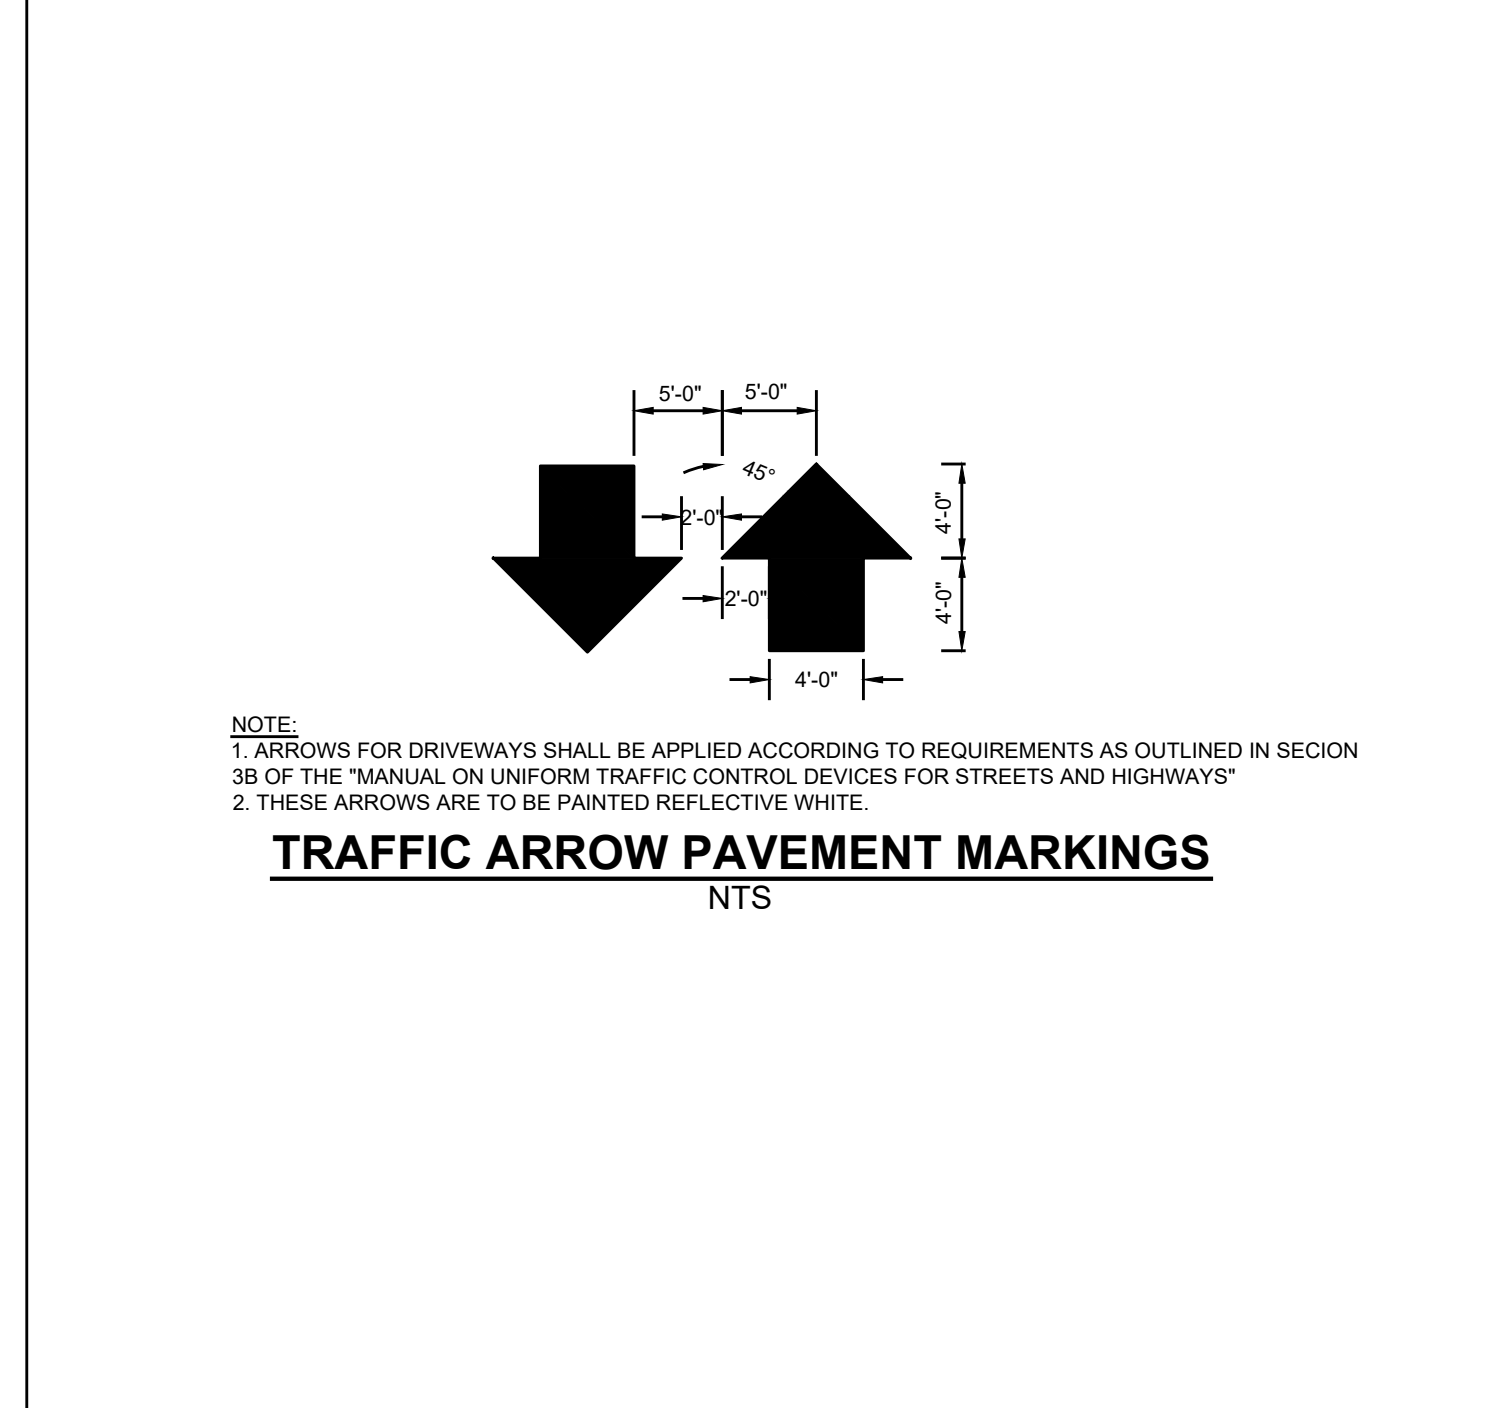 5'-0" 5'-0"
45°
2'-0"
4'-0"
2'-0"
4'-0"
4'-0"
NOTE:
1. ARROWS FOR DRIVEWAYS SHALL BE APPLIED ACCORDING TO REQUIREMENTS AS OUTLINED IN SECION
3B OF THE "MANUAL ON UNIFORM TRAFFIC CONTROL DEVICES FOR STREETS AND HIGHWAYS"
2. THESE ARROWS ARE TO BE PAINTED REFLECTIVE WHITE.
TRAFFIC ARROW PAVEMENT MARKINGS
NTS